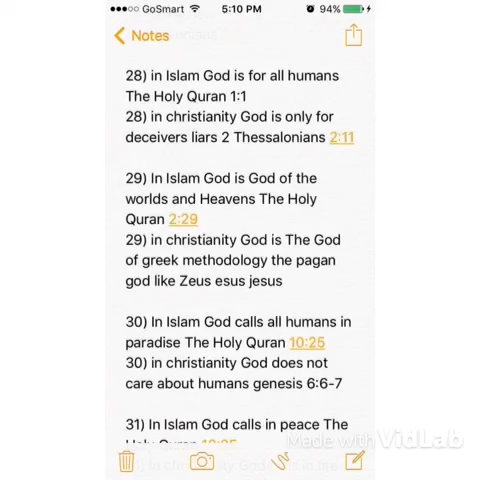 GoSmart 5:10 PM 94%
Notes
28) in Islam God is for all humans
The Holy Quran 1:1
28) in christianity God is only for
deceivers liars 2 Thessalonians 2:11
29) In Islam God is God of the
worlds and Heavens The Holy
Quran 2:29
29) in christianity God is The God
of greek methodology the pagan
god like Zeus esus jesus
30) In Islam God calls all humans in
paradise The Holy Quran 10:25
30) in christianity God does not
care about humans genesis 6:6-7
31) In Islam God calls in peace The
Holy Quran 10:25
Made with VidLab